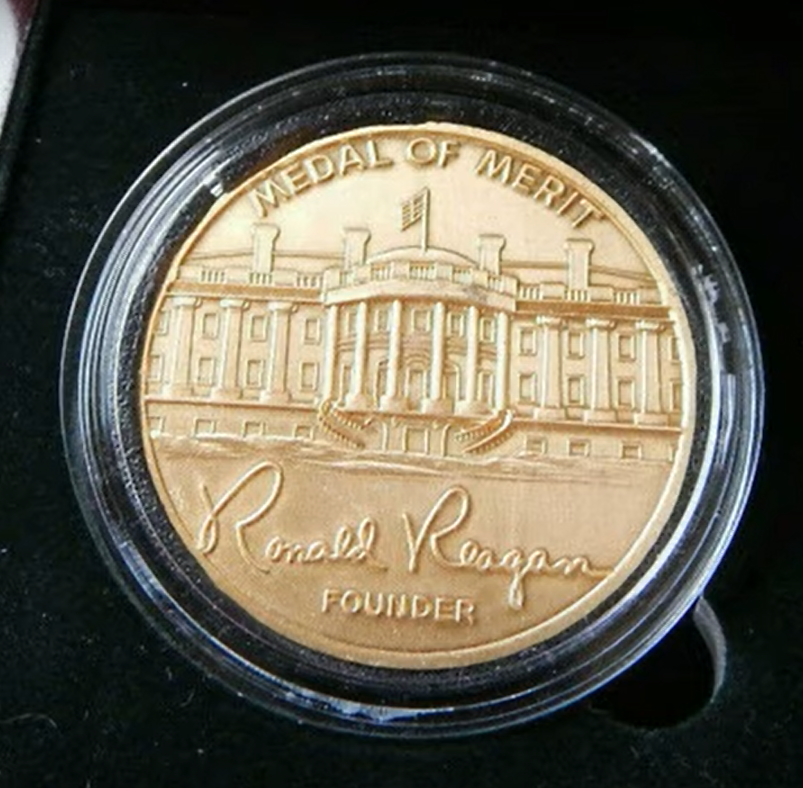 MEDAL OF MERIT
Ronald Reagan
FOUNDER